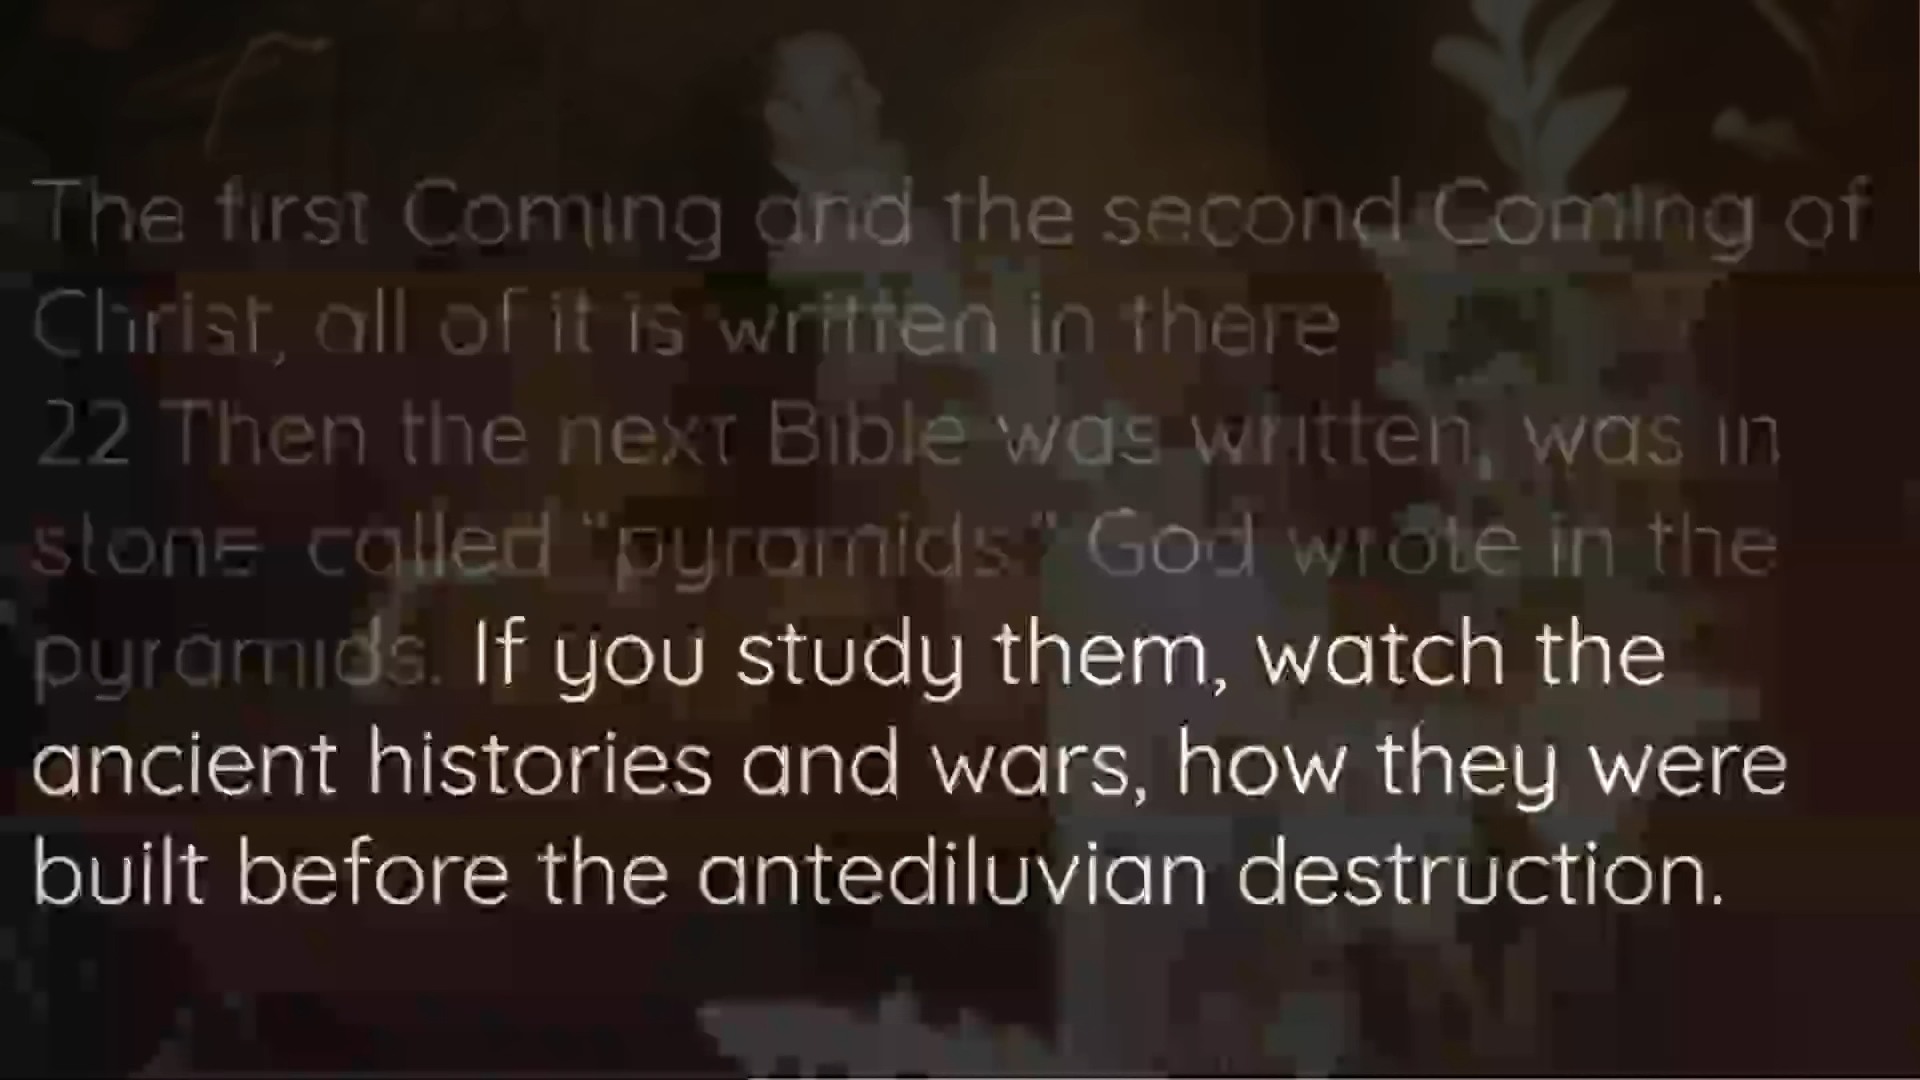 The first Coming and the second Coming of
Christ, all of it is written in there
22 Then the next Bible was written, was in
stone called "pyramids." God wrote in the
pyramids. If you study them, watch the
ancient histories and wars, how they were
built before the antediluvian destruction.